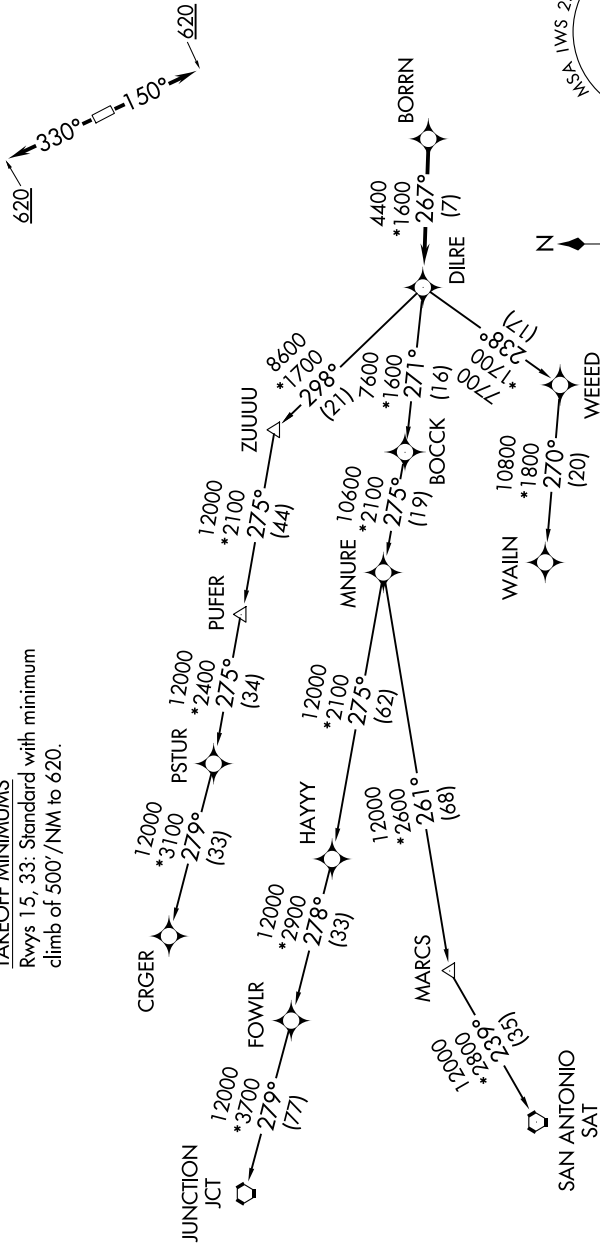 TAKEOFF MINIMUMS
Rwys 15, 33: Standard with minimum
climb of 500'/NM to 620.
620
330°
150°
620
MSA IWS 2
N
BORRN
4400
*1600
267°
(7)
DILRE
8600
*1700
298°
(21)
ZUUUU
12000
*2100
275°
(44)
PUFER
12000
*2400
275°
(34)
PSTUR
12000
*3100
279°
(33)
CRGER
7600
*1600
271°
(16)
BOCCK
10600
*2100
275°
(19)
MNURE
12000
*2100
275°
(62)
HAYYY
12000
*2900
278°
(33)
FOWLR
12000
*3700
279°
(77)
JUNCTION
JCT
12000
*2600
261°
(68)
MARCS
12000
*2800
239°
(35)
SAN ANTONIO
SAT
7700
*1700
238°
(17)
WEEED
10800
*1800
270°
(20)
WAILN